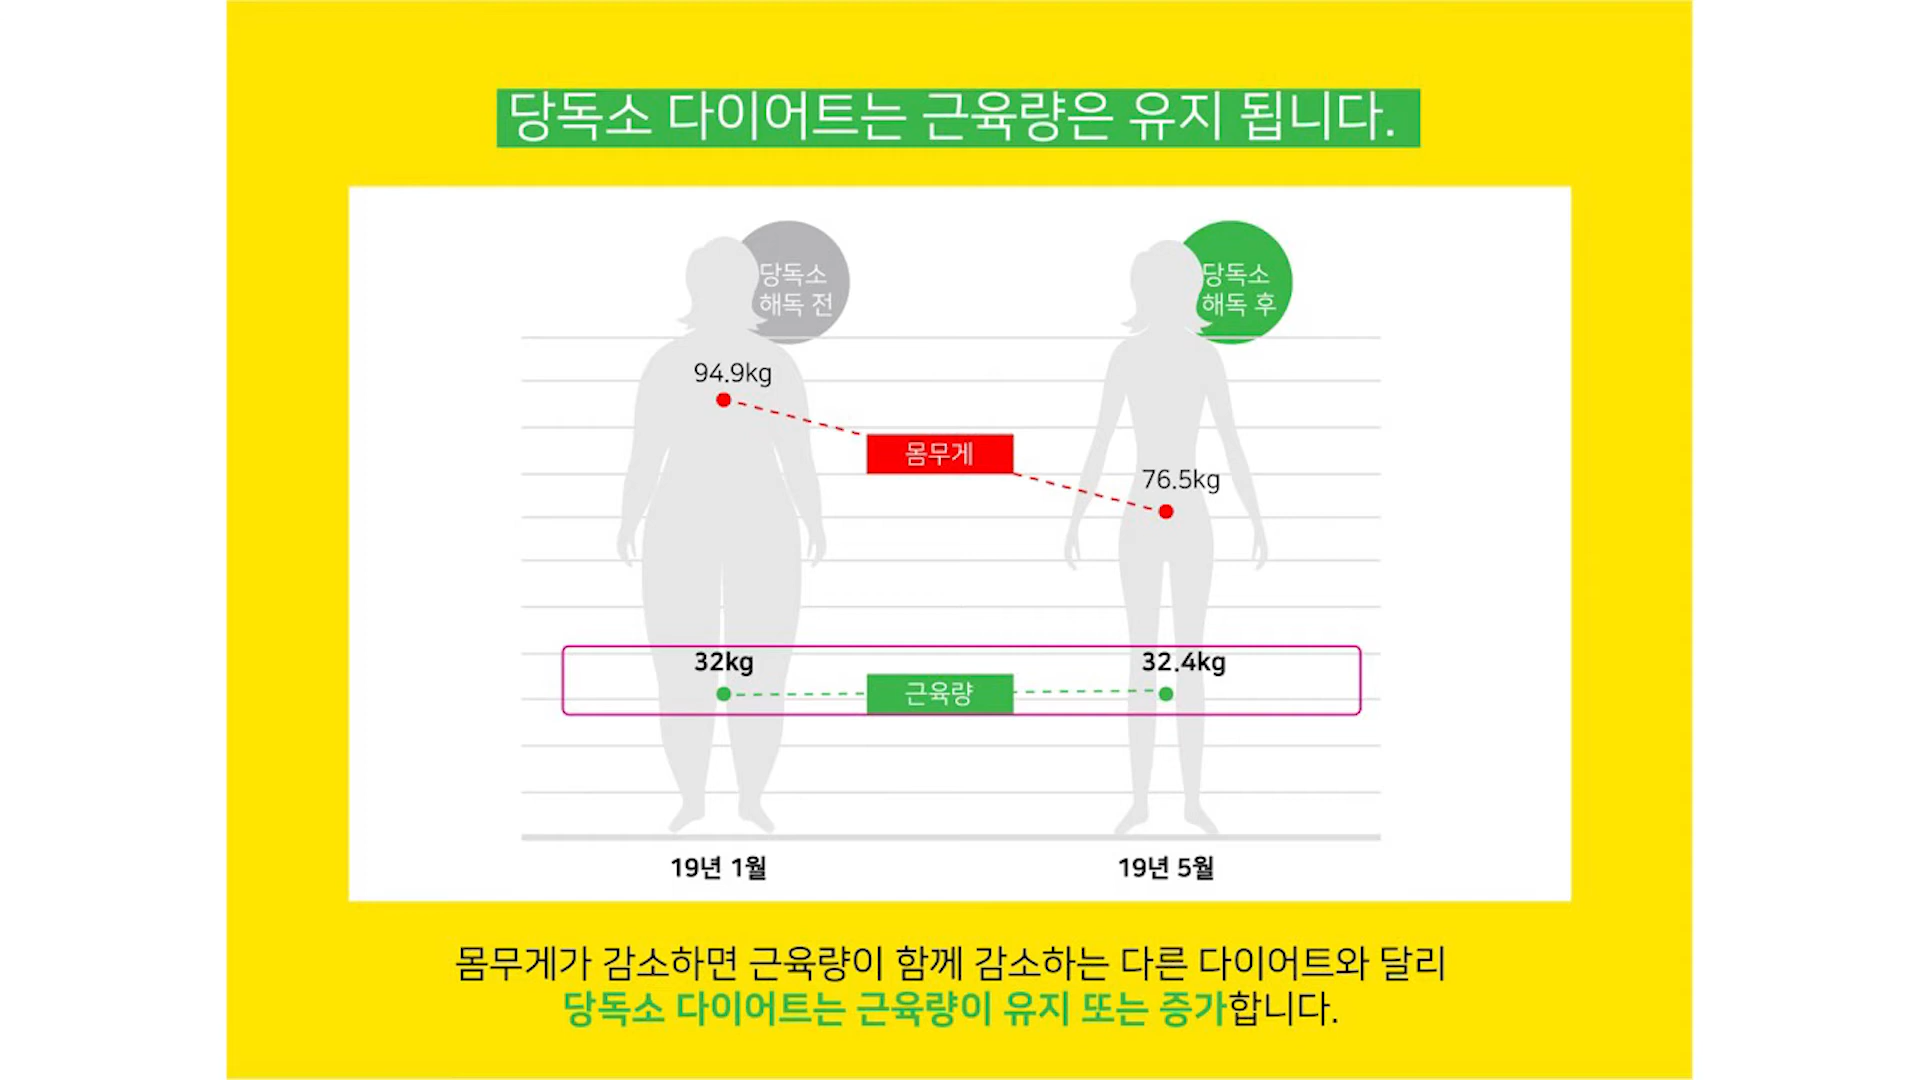 당독소 다이어트는 근육량은 유지 됩니다.
당독소
해독 전
당독소
해독 후
94.9kg
몸무게
76.5kg
32kg
32.4kg
근육량
19년 1월
19년 5월
몸무게가 감소하면 근육량이 함께 감소하는 다른 다이어트와 달리
당독소 다이어트는 근육량이 유지 또는 증가합니다.